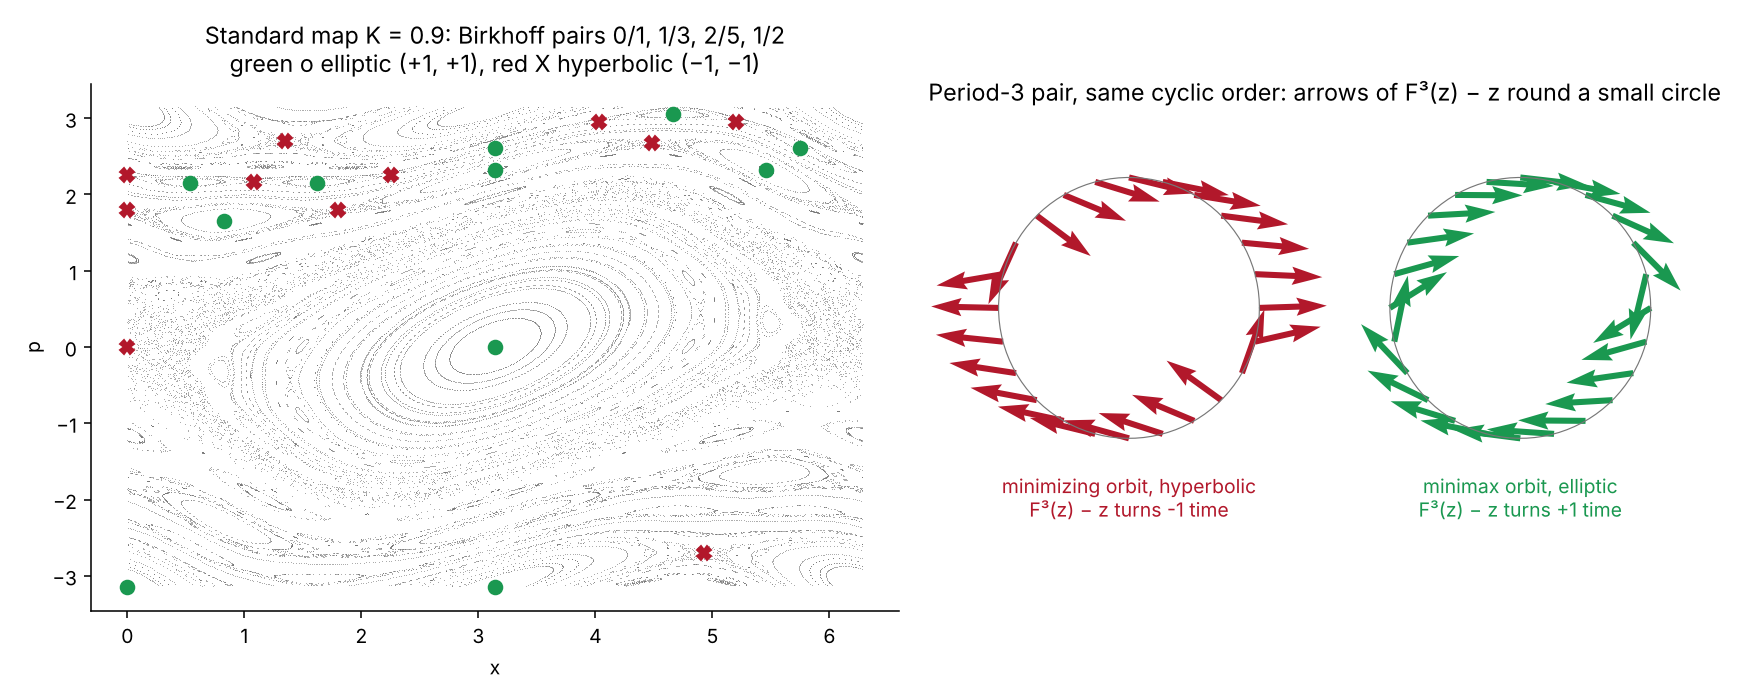 Standard map K = 0.9: Birkhoff pairs 0/1, 1/3, 2/5, 1/2
green o elliptic (+1, +1), red X hyperbolic (−1, −1)
3
2
1
0
−1
−2
−3
p
0
1
2
3
4
5
6
x
Period-3 pair, same cyclic order: arrows of F³(z) − z round a small circle
minimizing orbit, hyperbolic
F³(z) − z turns -1 time
minimax orbit, elliptic
F³(z) − z turns +1 time